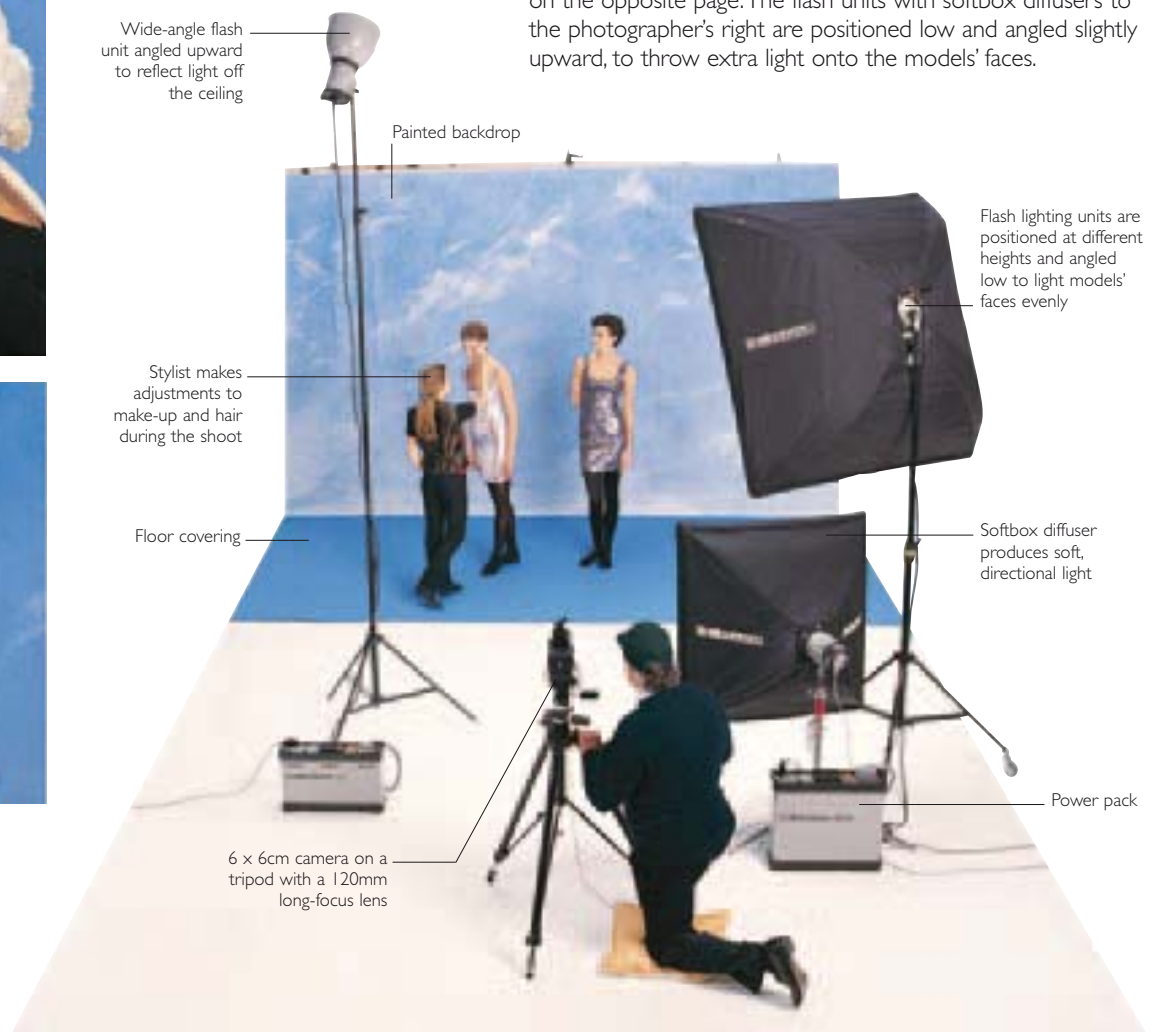 on the opposite page. The flash units with softbox diffusers to
the photographer's right are positioned low and angled slightly
upward, to throw extra light onto the models' faces.
Wide-angle flash
unit angled upward
to reflect light off
the ceiling
Painted backdrop
Flash lighting units are
positioned at different
heights and angled
low to light models'
faces evenly
Stylist makes
adjustments to
make-up and hair
during the shoot
Floor covering
Softbox diffuser
produces soft,
directional light
Power pack
6 x 6cm camera on a
tripod with a 120mm
long-focus lens